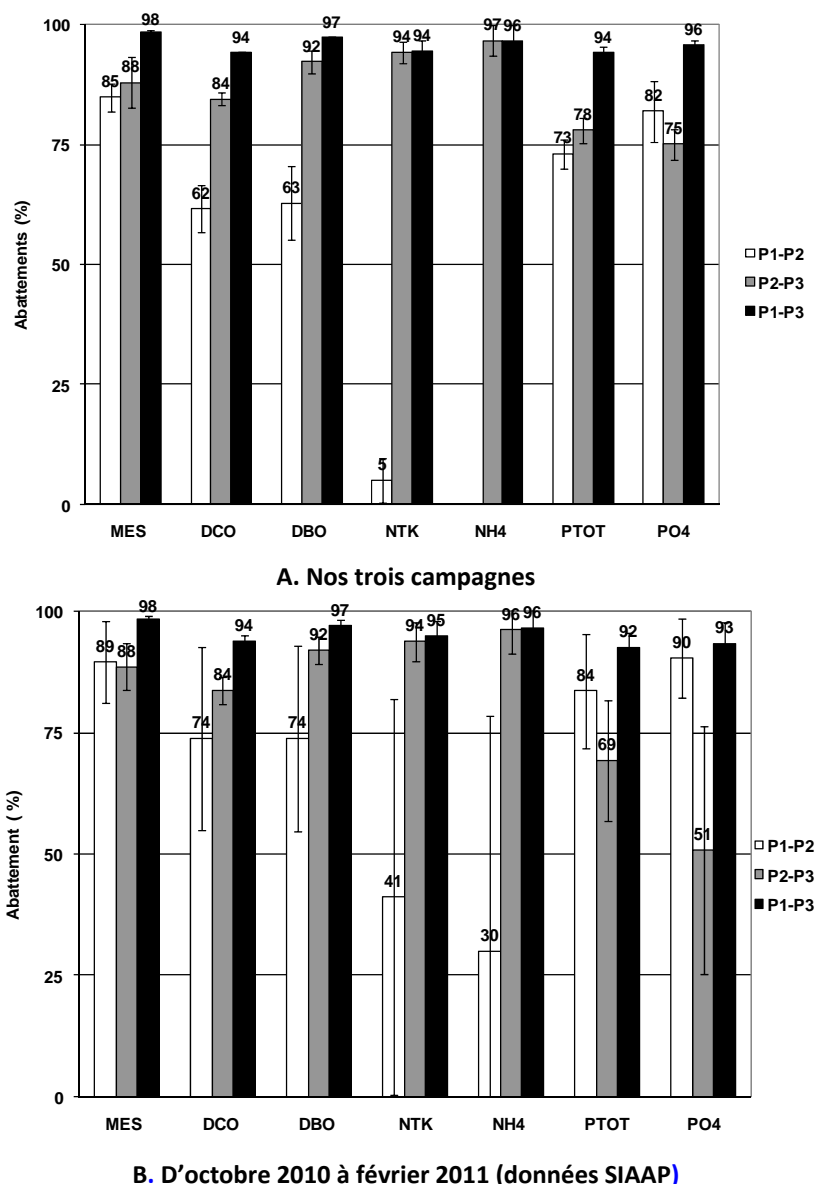 100
75
50
25
0
Abattements (%)
85 88 98
62 84 94
63 92 97
5 94 94
97 96
73 78 94
82 75 96
MES DCO DBO NTK NH4 PTOT PO4
P1-P2
P2-P3
P1-P3
A. Nos trois campagnes
100
75
50
25
0
Abattement ( %)
89 88 98
74 84 94
74 92 97
41 94 95
30 96 96
84 69 92
90 51 93
MES DCO DBO NTK NH4 PTOT PO4
P1-P2
P2-P3
P1-P3
B. D’octobre 2010 à février 2011 (données SIAAP)